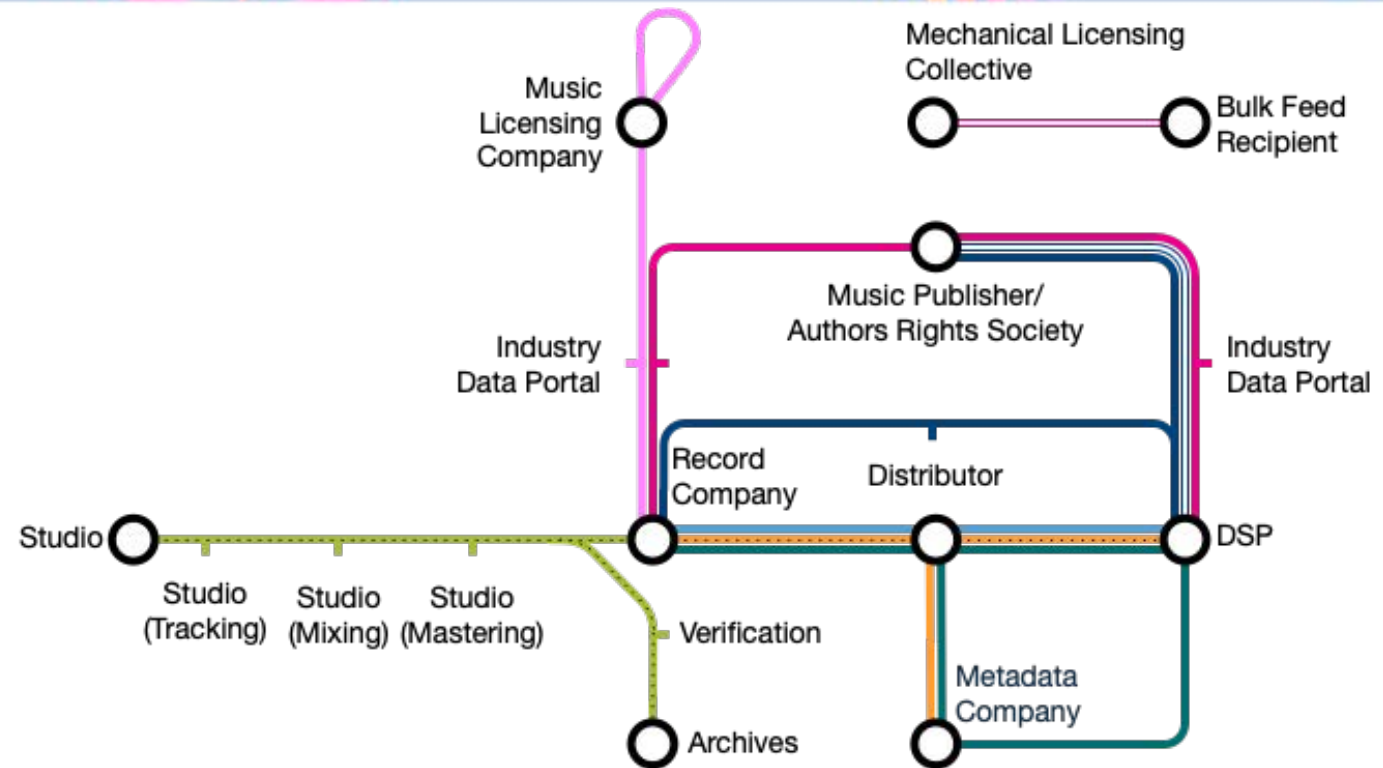 Mechanical Licensing
Collective
Music
Licensing
Company
Bulk Feed
Recipient
Music Publisher/
Authors Rights Society
Industry
Data Portal
Industry
Data Portal
Record
Company
Distributor
Studio
DSP
Studio
(Tracking)
Studio
(Mixing)
Studio
(Mastering)
Verification
Metadata
Company
Archives